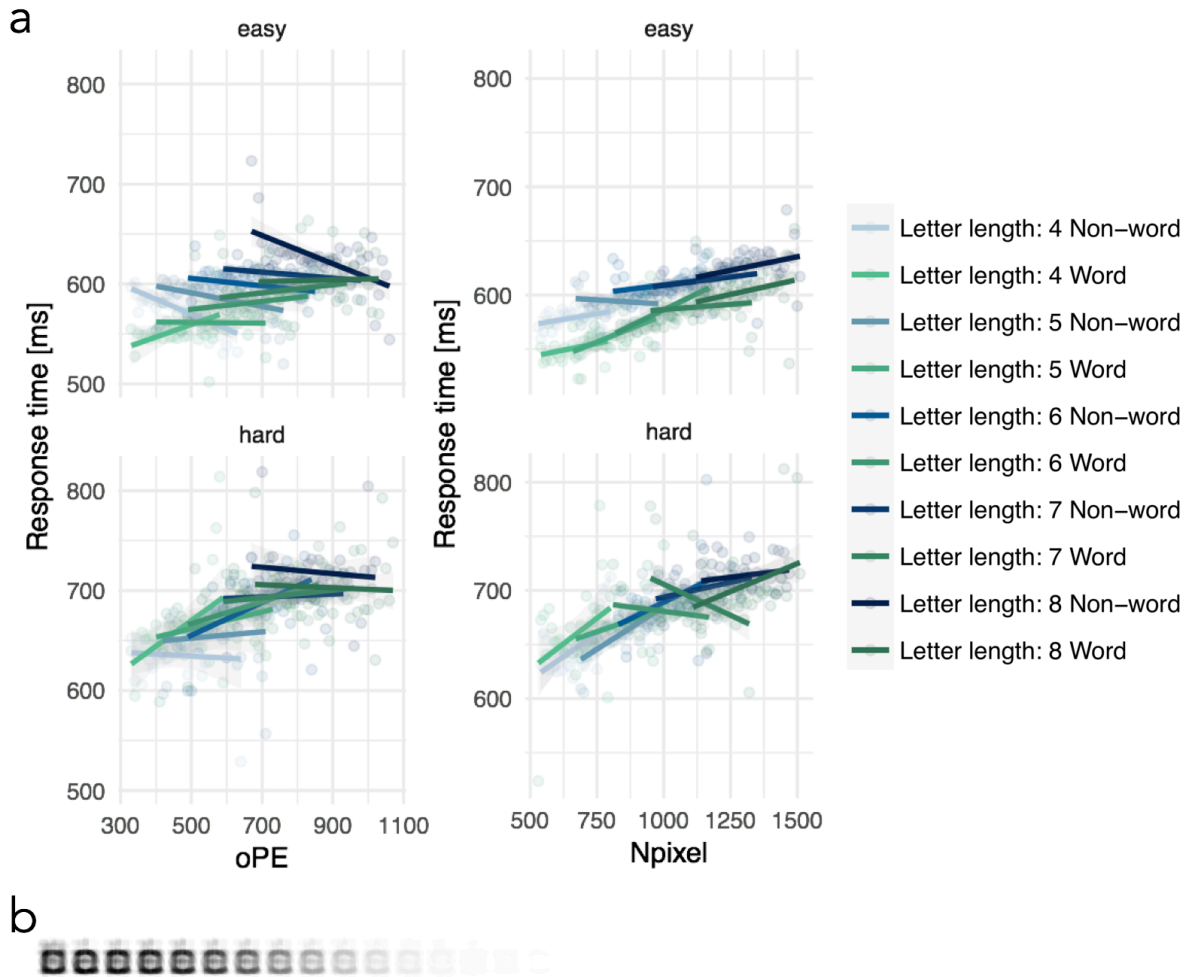 a
easy
easy
800
700
600
500
800
700
600
Response time [ms]
Response time [ms]
hard
hard
800
700
600
500
800
700
600
300 500 700 900 1100
500 750 1000 1250 1500
oPE
Npixel
Letter length: 4 Non−word
Letter length: 4 Word
Letter length: 5 Non−word
Letter length: 5 Word
Letter length: 6 Non−word
Letter length: 6 Word
Letter length: 7 Non−word
Letter length: 7 Word
Letter length: 8 Non−word
Letter length: 8 Word
b